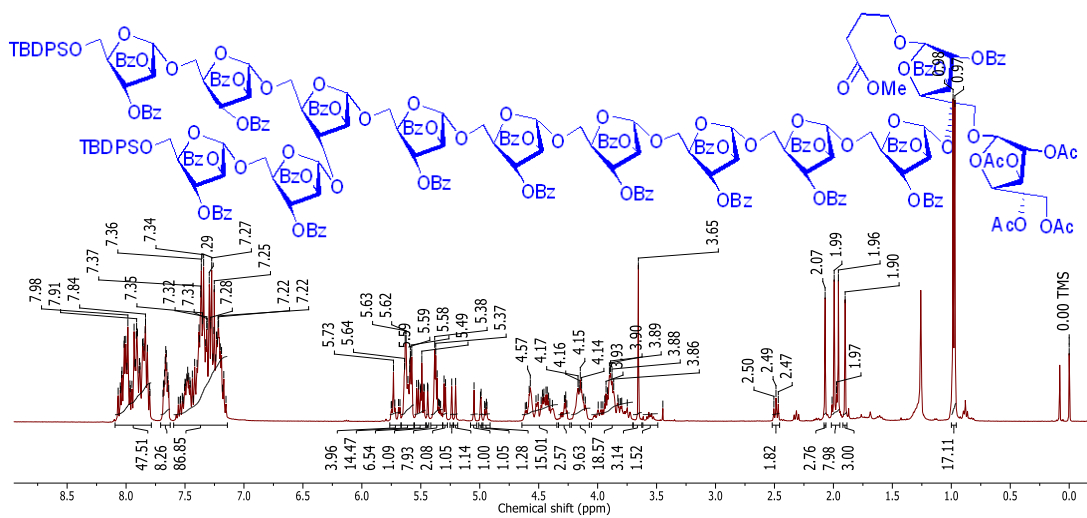 TBDPSO
O
BzO
O
OBz
O
BzO
O
OBz
O
BzO
O
TBDPSO
O
BzO
O
OBz
O
BzO
O
OBz
O
O
BzO
O
OBz
O
BzO
O
OBz
O
BzO
O
OBz
O
BzO
O
OBz
O
BzO
O
OBz
O
BzO
O
OBz
O
O
O
OMe
O
BzO
OBz
O
O
O
AcO
OAc
AcO
OAc
7.98
7.91
7.84
7.37
7.36
7.35
7.34
7.32
7.31
.29
7.28
7.27
7.25
7.22
7.22
5.73
5.64
5.63
5.62
5.59
5.59
5.58
5.49
5.38
5.37
4.57
4.17
4.16
4.15
4.14
3.93
3.90
3.89
3.88
3.86
3.65
2.50
2.49
2.47
2.07
1.99
1.97
1.96
1.90
0.98
0.97
0.00 TMS
47.51
8.26
86.85
3.96
14.47
6.54
1.09
7.93
2.08
1.05
1.14
1.00
1.05
1.28
15.01
2.57
9.63
18.57
3.14
1.52
1.82
2.76
7.98
3.00
17.11
8.5 8.0 7.5 7.0 6.5 6.0 5.5 5.0 4.5 4.0 3.5 3.0 2.5 2.0 1.5 1.0 0.5 0.0
Chemical shift (ppm)